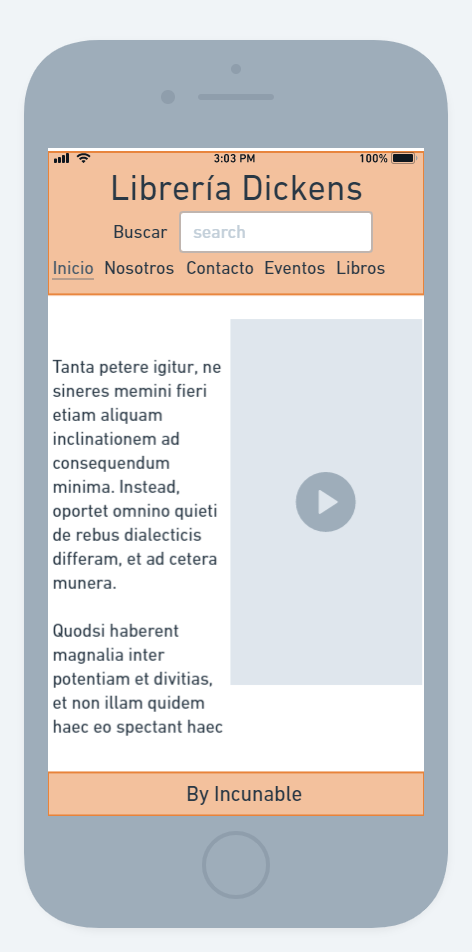 3:03 PM 100%
Librería Dickens
Buscar search
Inicio Nosotros Contacto Eventos Libros
Tanta petere igitur, ne
sineres memini fieri
etiam aliquam
inclinationem ad
consequendum
minima. Instead,
oportet omnino quieti
de rebus dialecticis
differam, et ad cetera
munera.
Quodsi haberent
magnalia inter
potentiam et divitias,
et non illam quidem
haec eo spectant haec
By Incunable